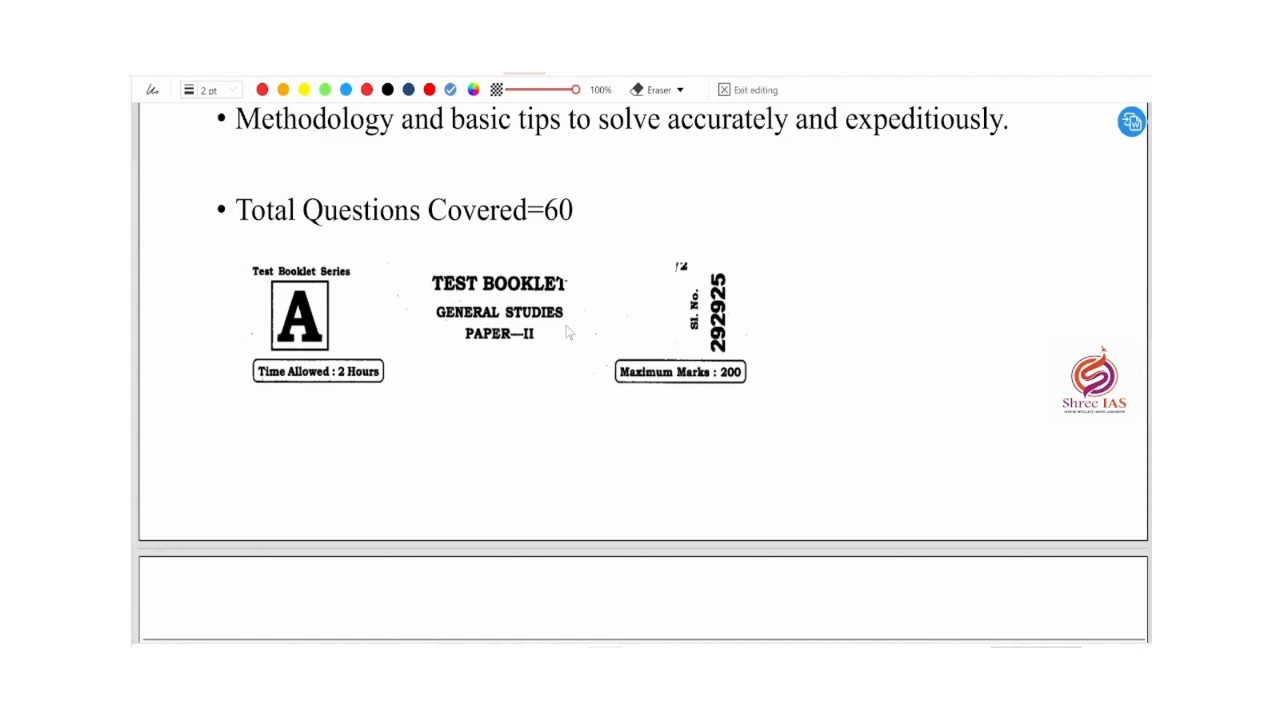 2 pt
100%
Eraser
Exit editing
• Methodology and basic tips to solve accurately and expeditiously.
• Total Questions Covered=60
Test Booklet Series
A
Time Allowed : 2 Hours
TEST BOOKLET
GENERAL STUDIES
PAPER—II
Sl. No.
292925
Maximum Marks : 200
Shree IAS